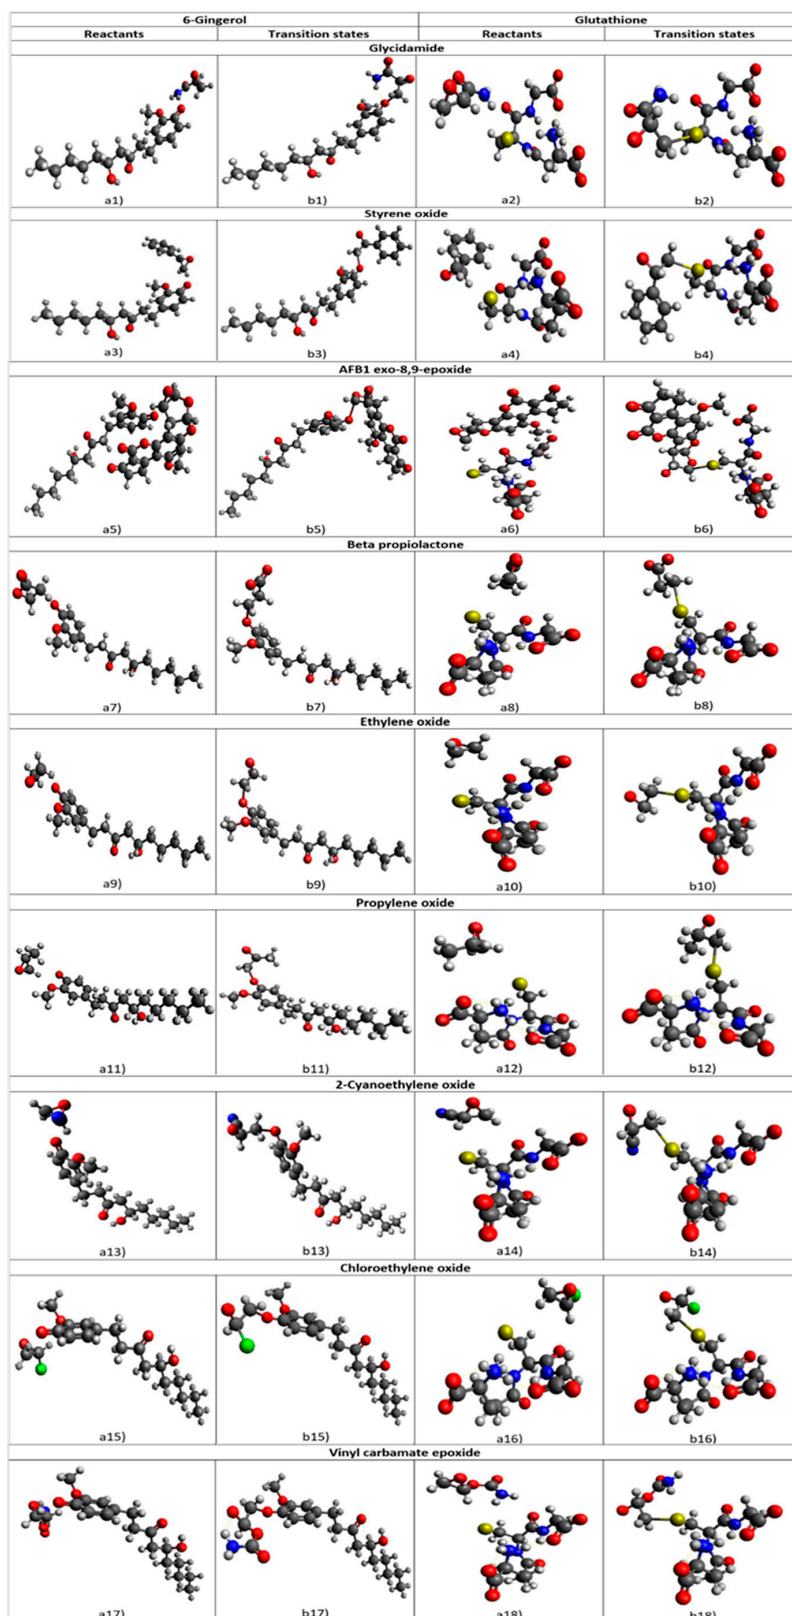 6-Gingerol Glutathione
Reactants Transition states Reactants Transition states
Glycidamide
a1) b1) a2) b2)
Styrene oxide
a3) b3) a4) b4)
AFB1 exo-8,9-epoxide
a5) b5) a6) b6)
Beta propiolactone
a7) b7) a8) b8)
Ethylene oxide
a9) b9) a10) b10)
Propylene oxide
a11) b11) a12) b12)
2-Cyanoethylene oxide
a13) b13) a14) b14)
Chloroethylene oxide
a15) b15) a16) b16)
Vinyl carbamate epoxide
a17) b17) a18) b18)